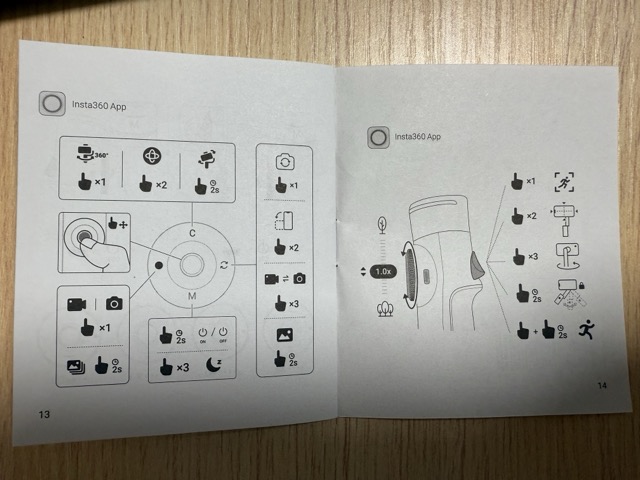 Insta360 App
360°
×1
×2
2s
C
M
×1
×2
×3
2s
×1
2s
2s
ON / OFF
×3
z
13
Insta360 App
1.0x
×1
×2
×3
2s
+ 2s
14